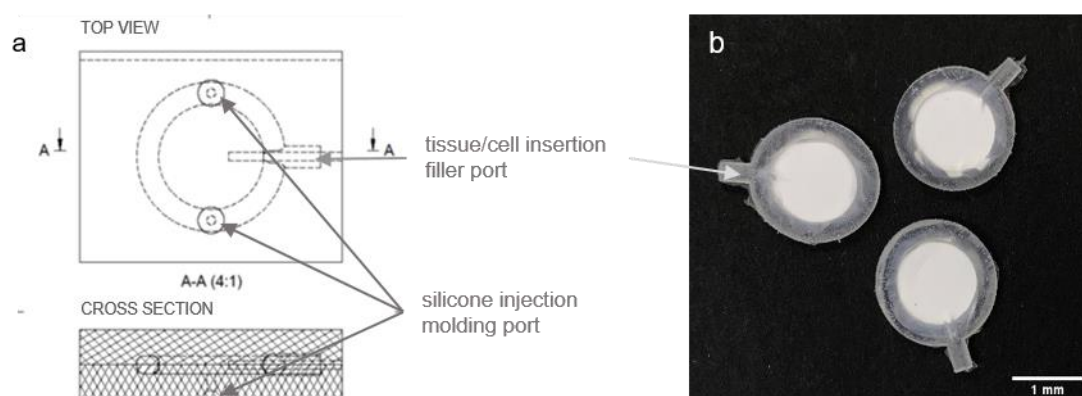 a
TOP VIEW
A
A
A-A (4:1)
CROSS SECTION
tissue/cell insertion
filler port
silicone injection
molding port
b
1 mm